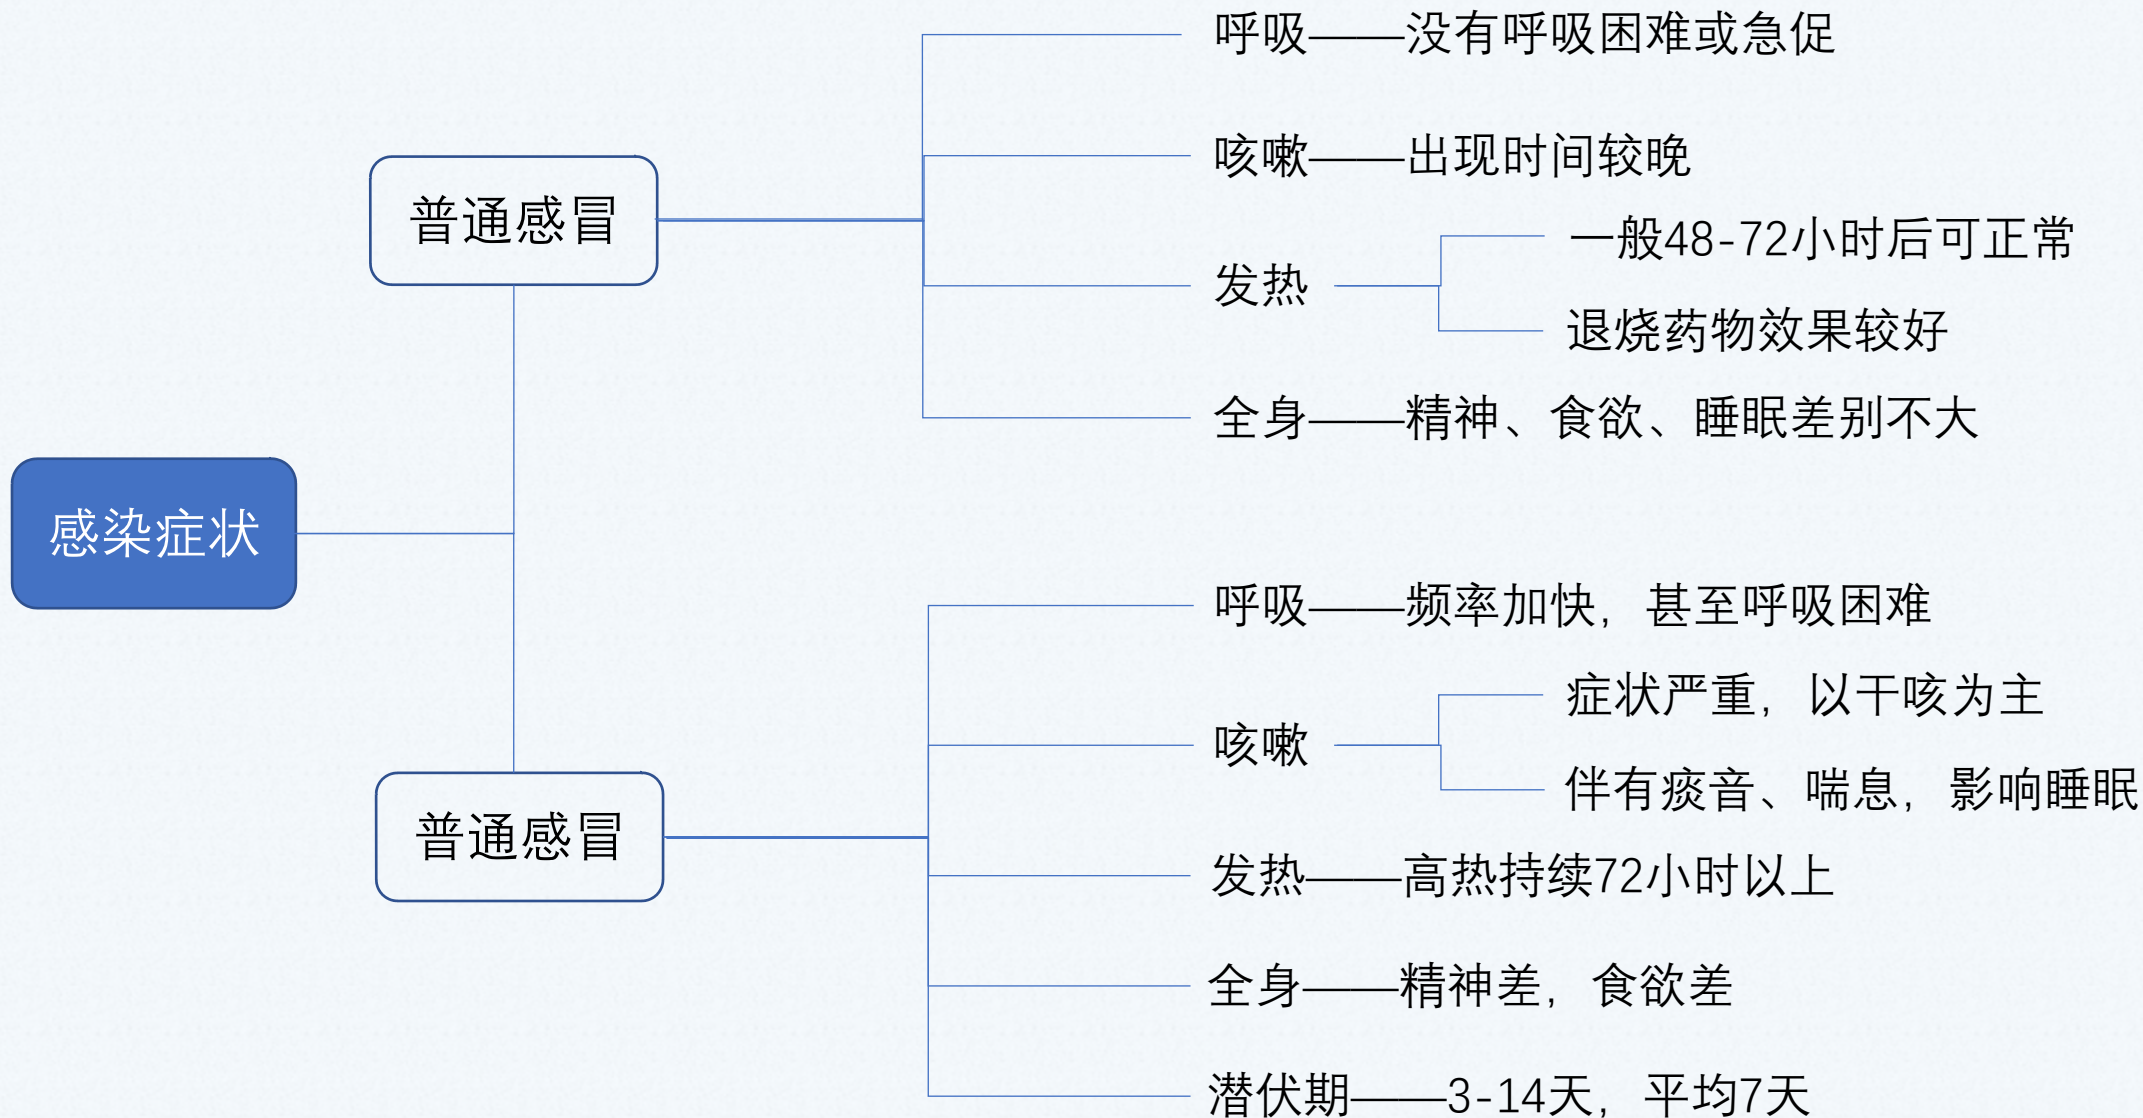 感染症状
普通感冒
呼吸——没有呼吸困难或急促
咳嗽——出现时间较晚
发热
一般48-72小时后可正常
退烧药物效果较好
全身——精神、食欲、睡眠差别不大
普通感冒
呼吸——频率加快，甚至呼吸困难
咳嗽
症状严重，以干咳为主
伴有痰音、喘息，影响睡眠
发热——高热持续72小时以上
全身——精神差，食欲差
潜伏期——3-14天，平均7天